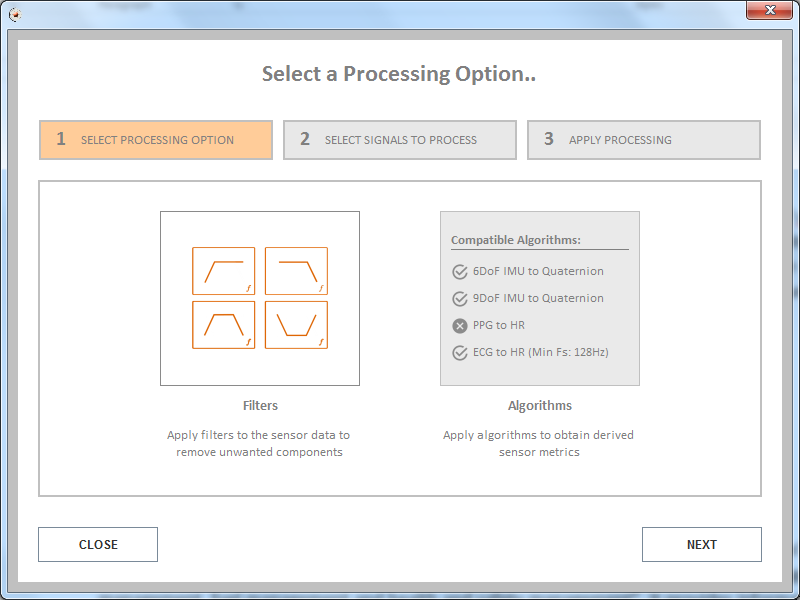 Select a Processing Option..
1 SELECT PROCESSING OPTION
2 SELECT SIGNALS TO PROCESS
3 APPLY PROCESSING
f
f
f
f
Compatible Algorithms:
6DoF IMU to Quaternion
9DoF IMU to Quaternion
PPG to HR
ECG to HR (Min Fs: 128Hz)
Filters
Apply filters to the sensor data to
remove unwanted components
Algorithms
Apply algorithms to obtain derived
sensor metrics
CLOSE
NEXT